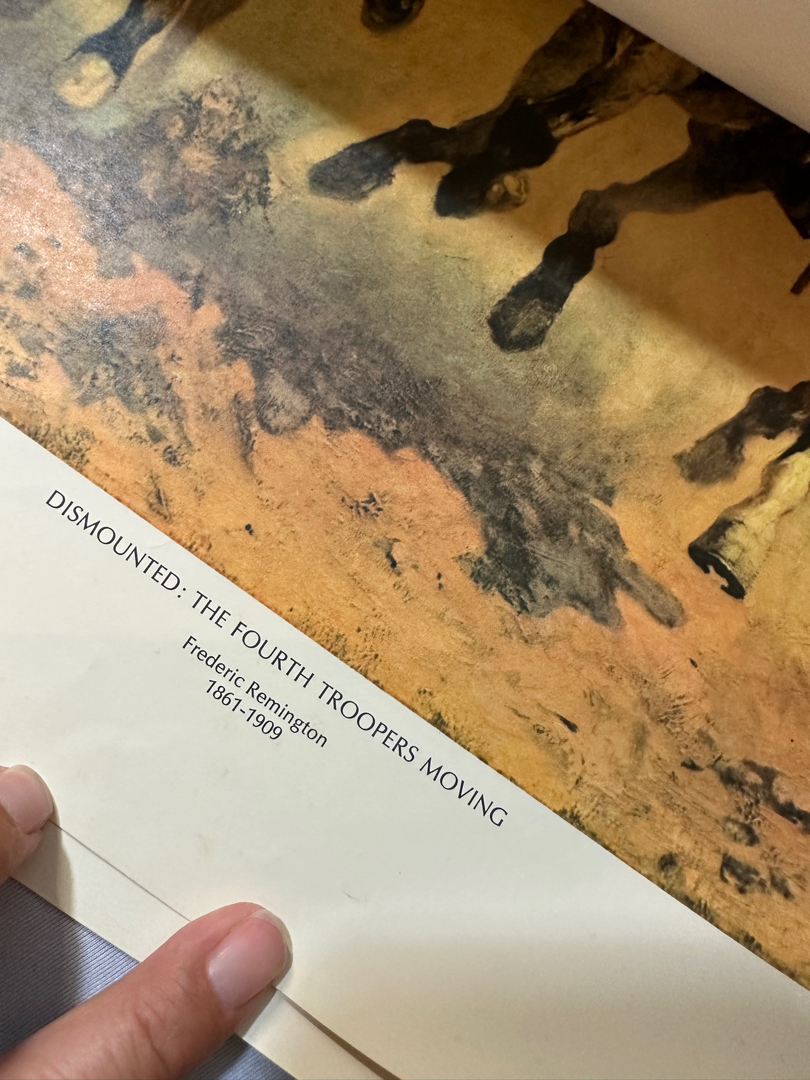 DISMOUNTED: THE FOURTH TROOPERS MOVING
Frederic Remington
1861-1909